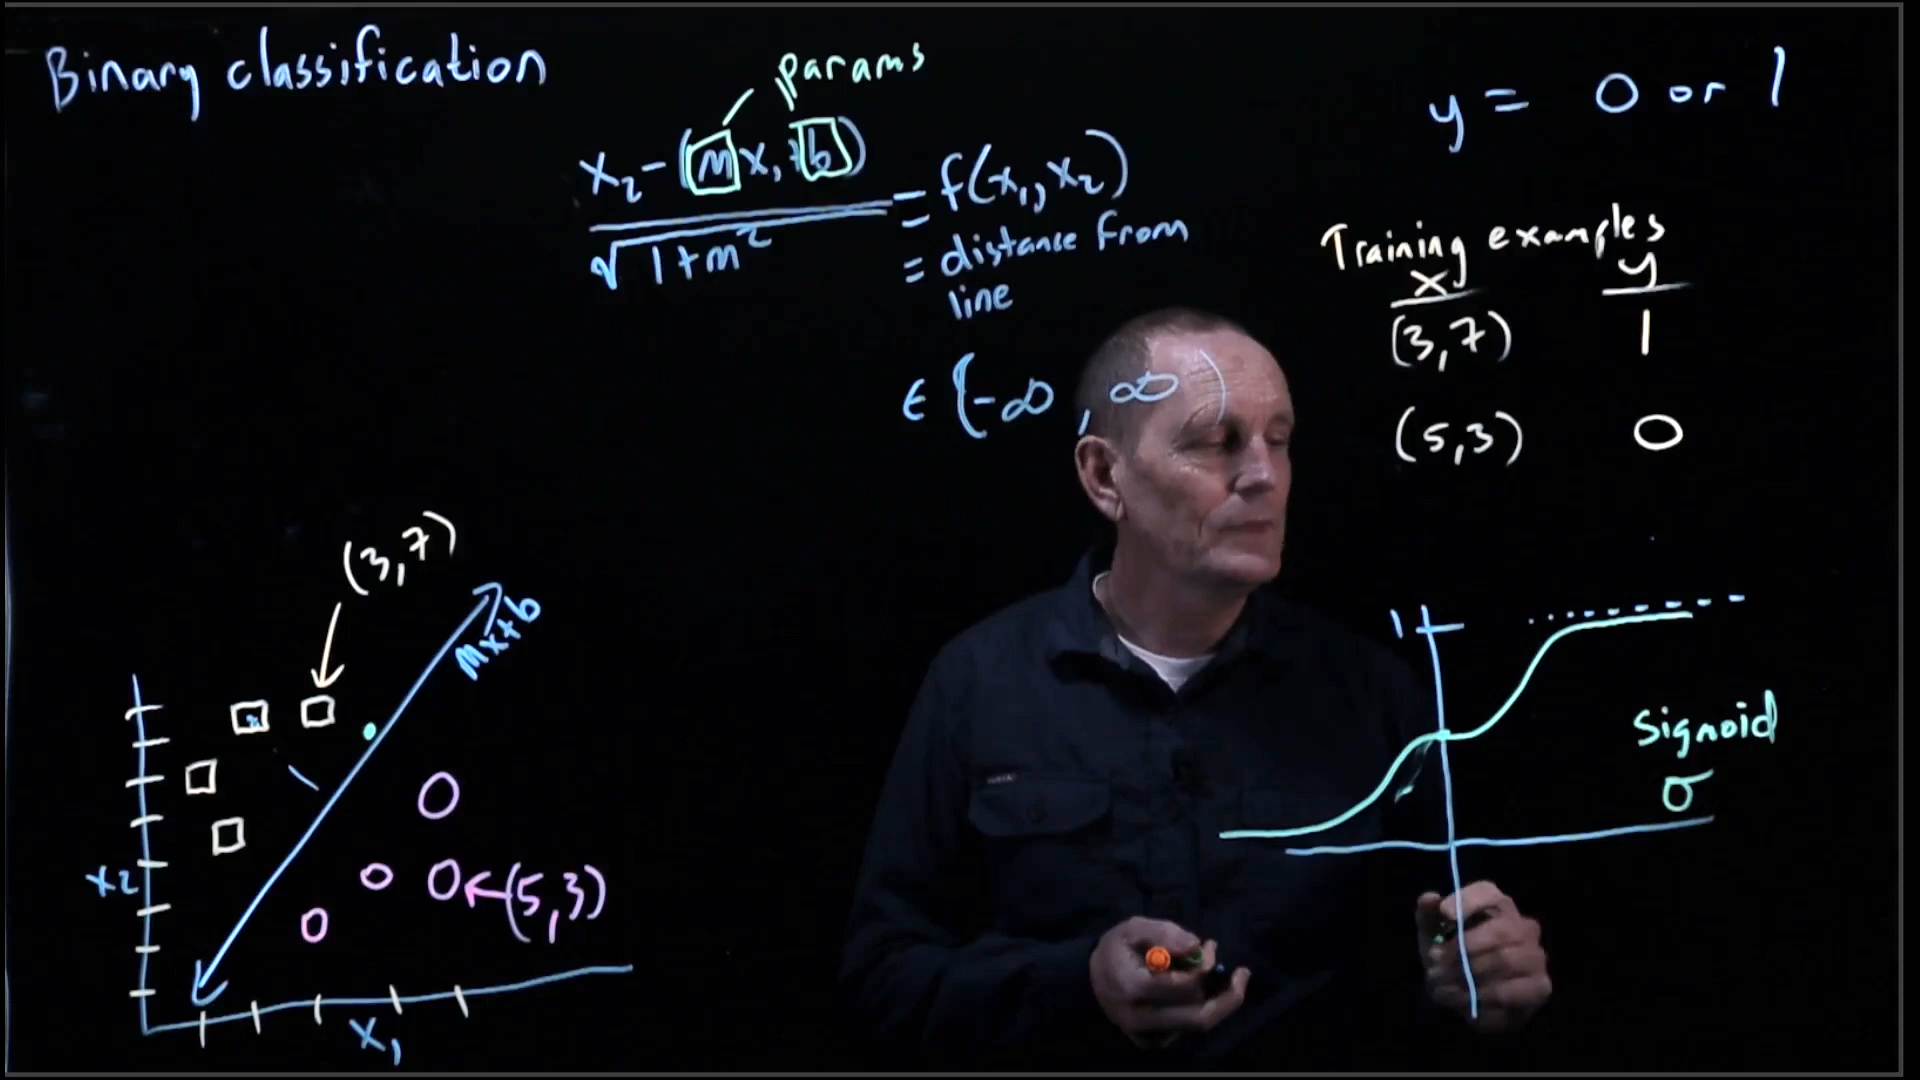 Binary classification
params
x₂ - (mx₁ + b)
√1+m²
= f(x₁, x₂)
= distance from
line
ϵ (-∞, ∞)
y = 0 or 1
Training examples
x y
(3,7) 1
(5,3) 0
(3,7)
mx+b
x₂
(5,3)
x₁
1
sigmoid
σ